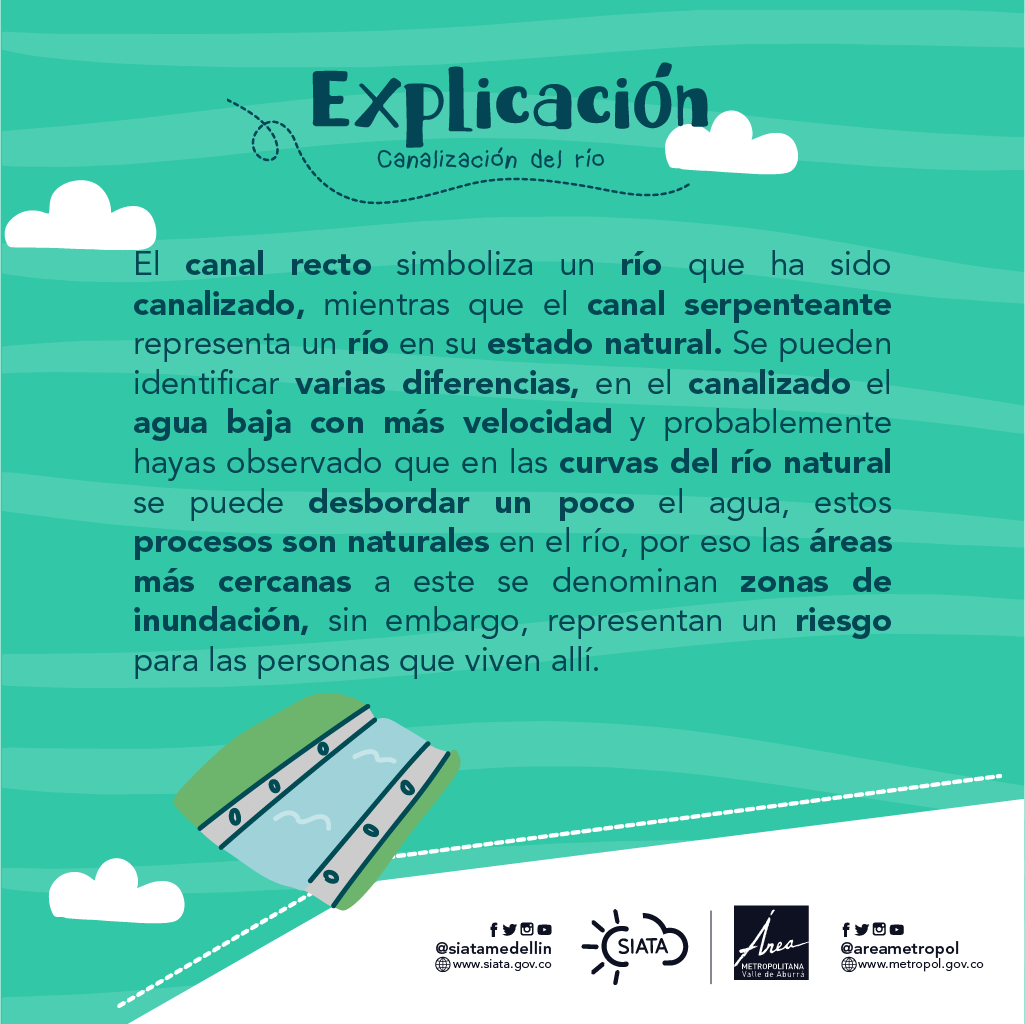 Explicación
Canalización del río
El canal recto simboliza un río que ha sido
canalizado, mientras que el canal serpenteante
representa un río en su estado natural. Se pueden
identificar varias diferencias, en el canalizado el
agua baja con más velocidad y probablemente
hayas observado que en las curvas del río natural
se puede desbordar un poco el agua, estos
procesos son naturales en el río, por eso las áreas
más cercanas a este se denominan zonas de
inundación, sin embargo, representan un riesgo
para las personas que viven allí.
@siatamedellin
www.siata.gov.co
SIATA
Área
METROPOLITANA
Valle de Aburrá
@areametropol
www.metropol.gov.co